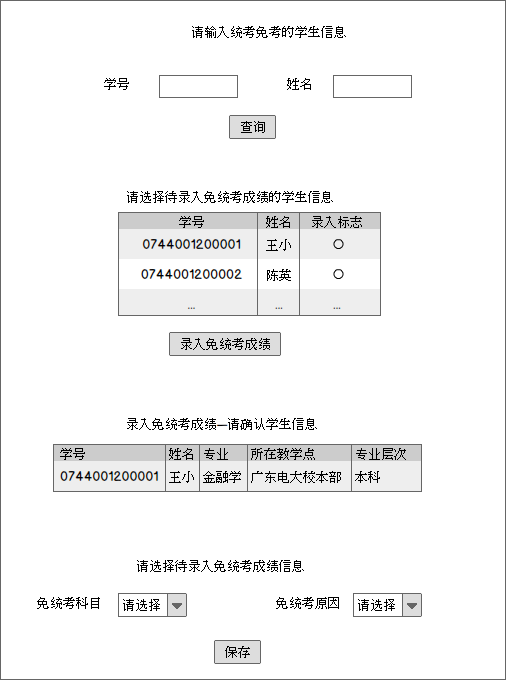 请输入统考免考的学生信息
学号 姓名
查询
请选择待录入免统考成绩的学生信息
学号 姓名 录入标志
0744001200001 王小
0744001200002 陈英
... ... ...
录入免统考成绩
录入免统考成绩—请确认学生信息
学号 姓名 专业 所在教学点 专业层次
0744001200001 王小 金融学 广东电大校本部 本科
请选择待录入免统考成绩信息
免统考科目 请选择 免统考原因 请选择
保存